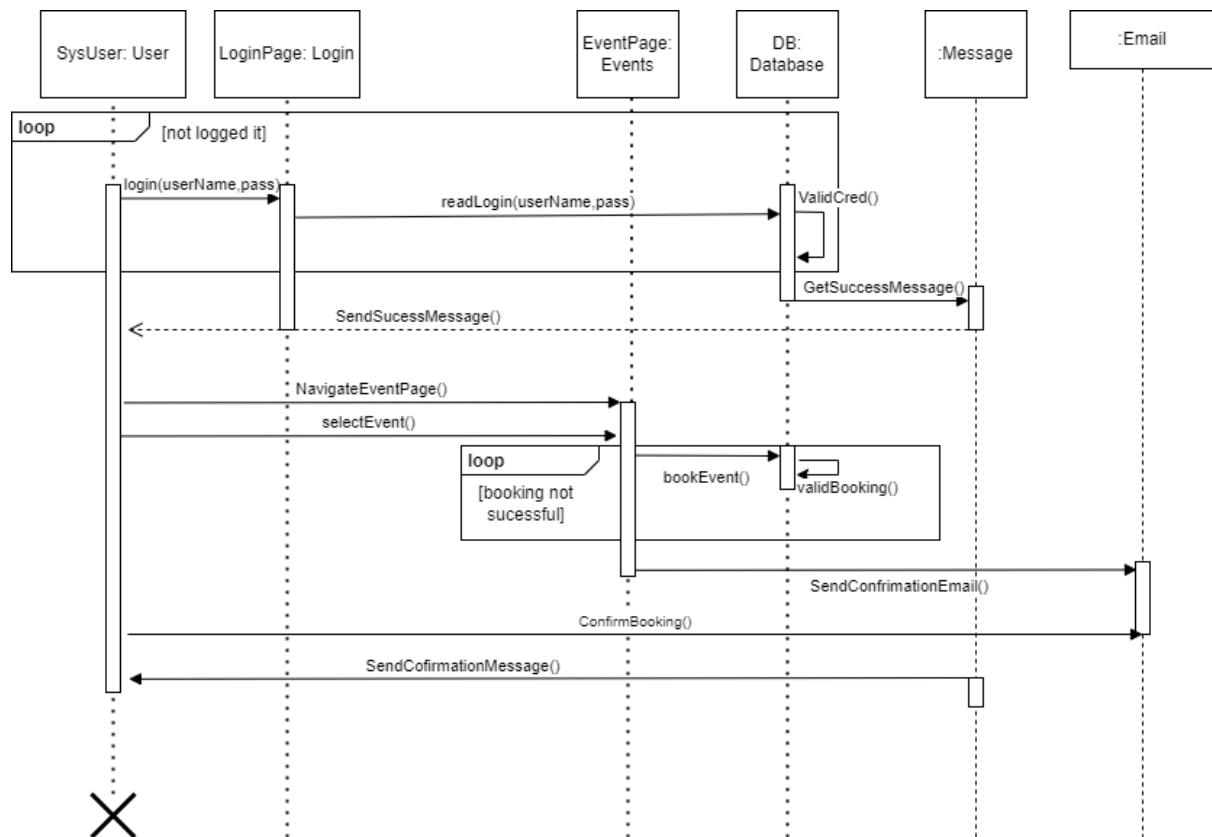 SysUser: User
LoginPage: Login
EventPage:
Events
DB:
Database
:Message
:Email
loop
[not logged it]
login(userName,pass)
readLogin(userName,pass)
ValidCred()
GetSuccessMessage()
SendSucessMessage()
NavigateEventPage()
selectEvent()
loop
[booking not
sucessful]
bookEvent()
validBooking()
SendConfrimationEmail()
ConfirmBooking()
SendCofirmationMessage()